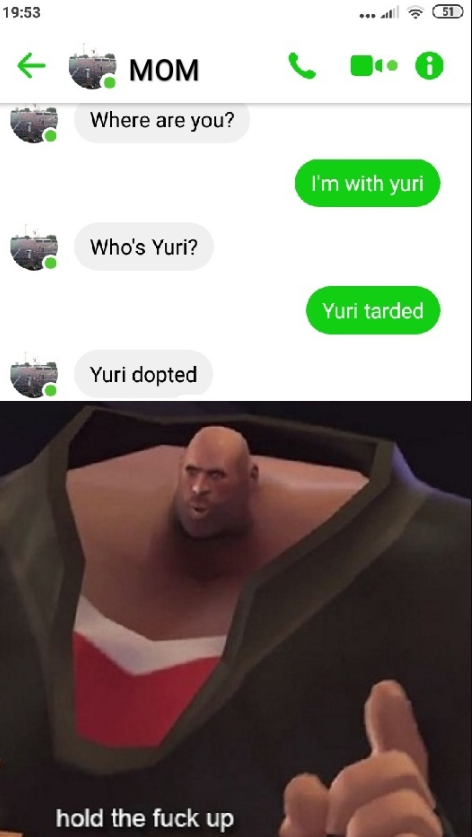 19:53
51
MOM
Where are you?
I'm with yuri
Who's Yuri?
Yuri tarded
Yuri dopted
hold the fuck up